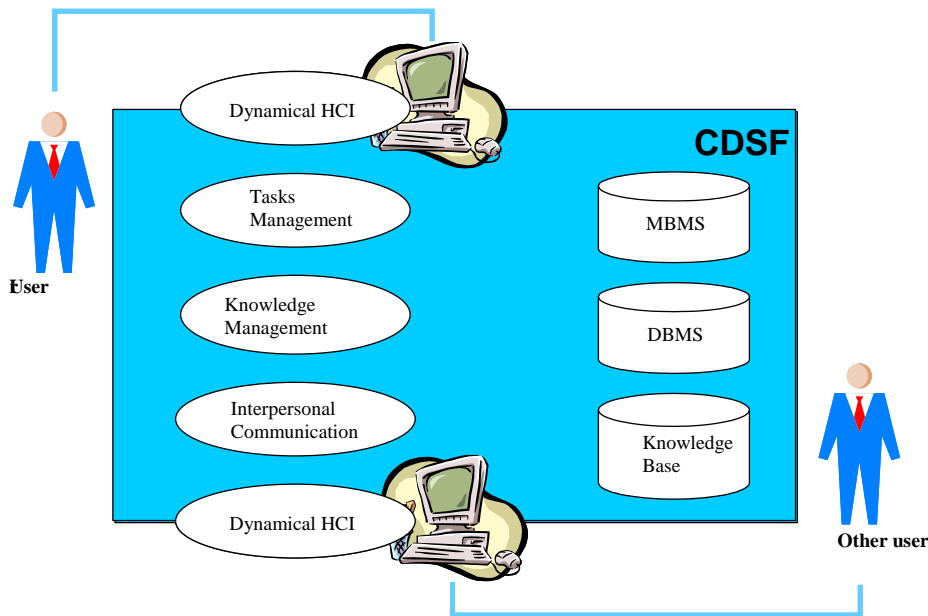 Dynamical HCI
CDSF
Tasks
Management
MBMS
User
Knowledge
Management
DBMS
Interpersonal
Communication
Knowledge
Base
Dynamical HCI
Other user